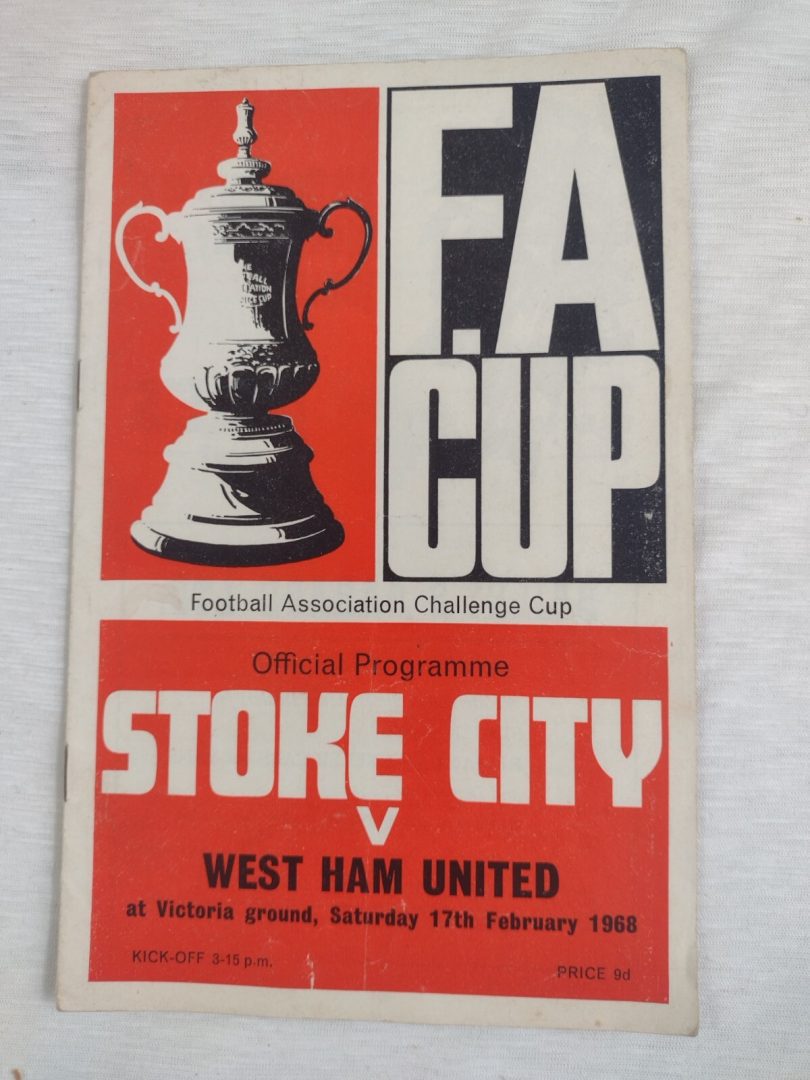 F.A
CUP
THE
Football Association Challenge Cup
Official Programme
STOKE CITY
v
WEST HAM UNITED
at Victoria ground, Saturday 17th February 1968
KICK-OFF 3-15 p.m.
PRICE 9d